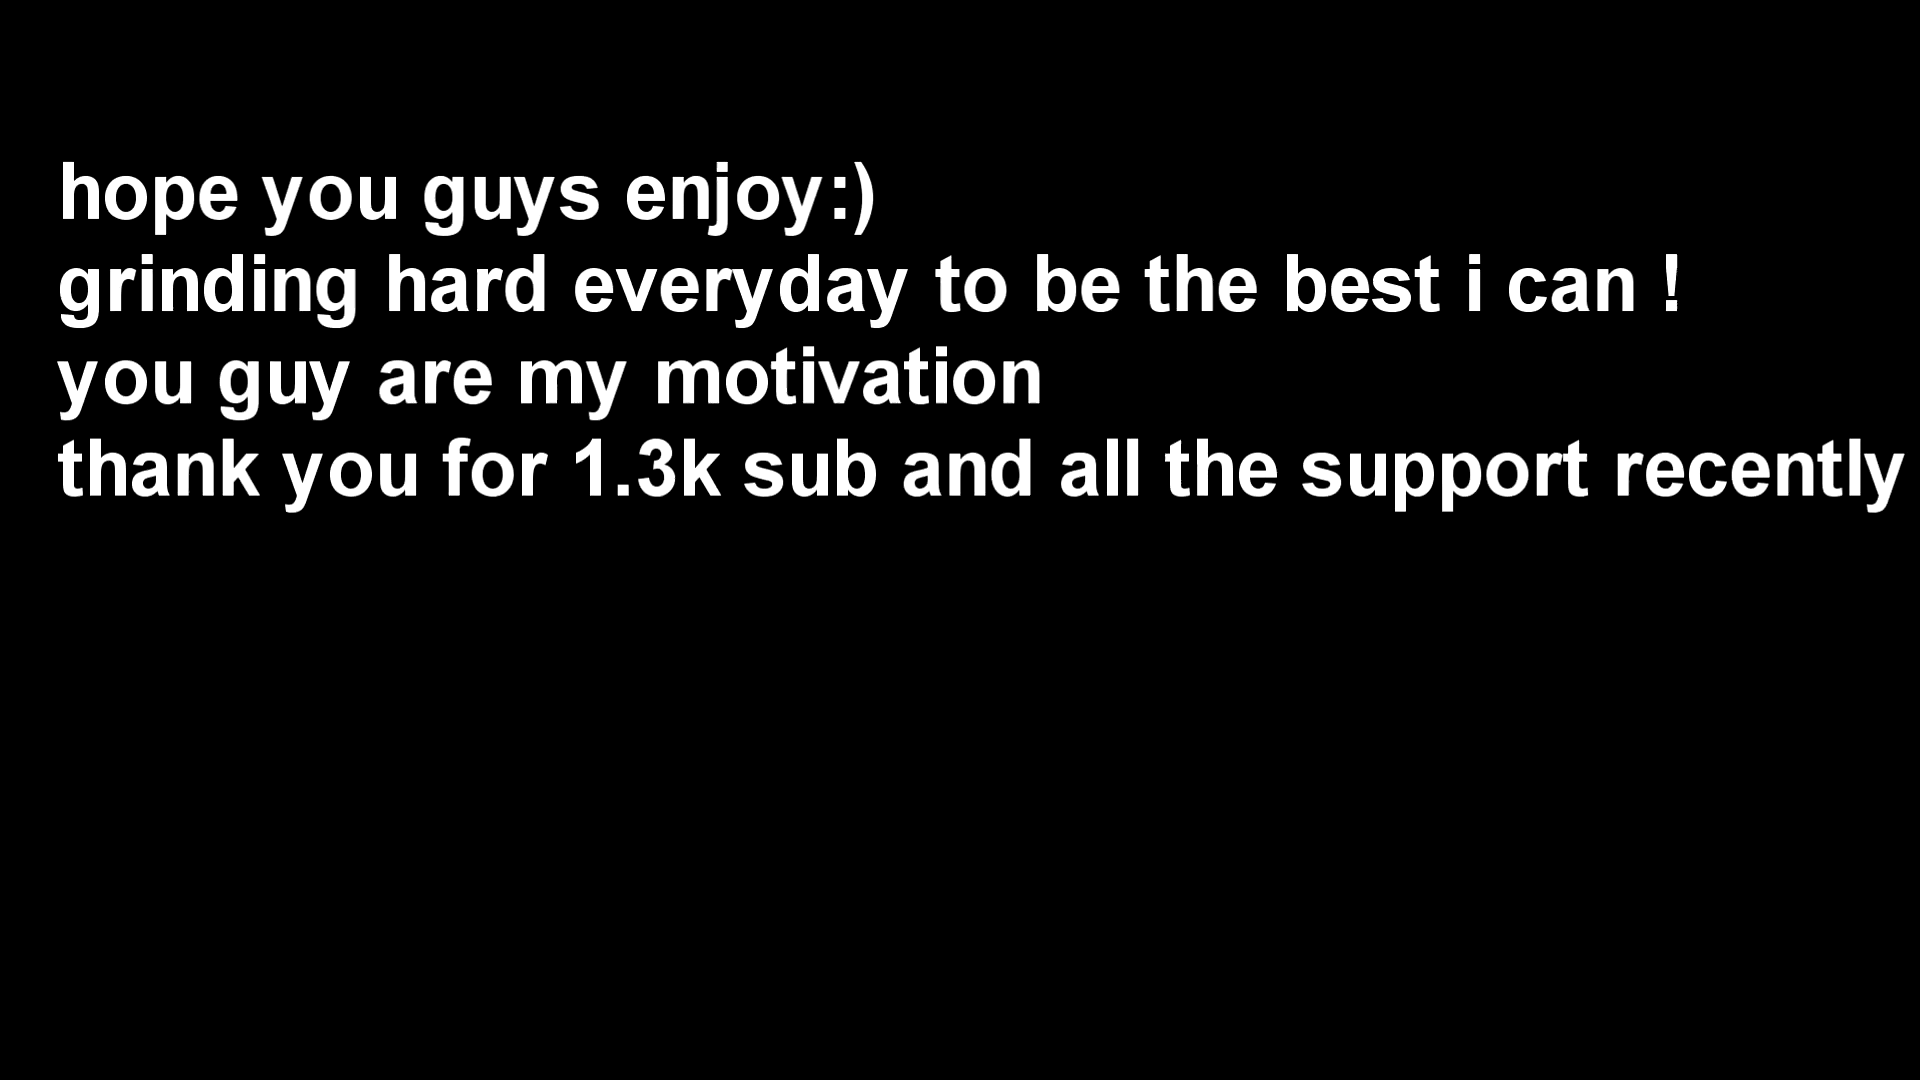 hope you guys enjoy:)
grinding hard everyday to be the best i can !
you guy are my motivation
thank you for 1.3k sub and all the support recently